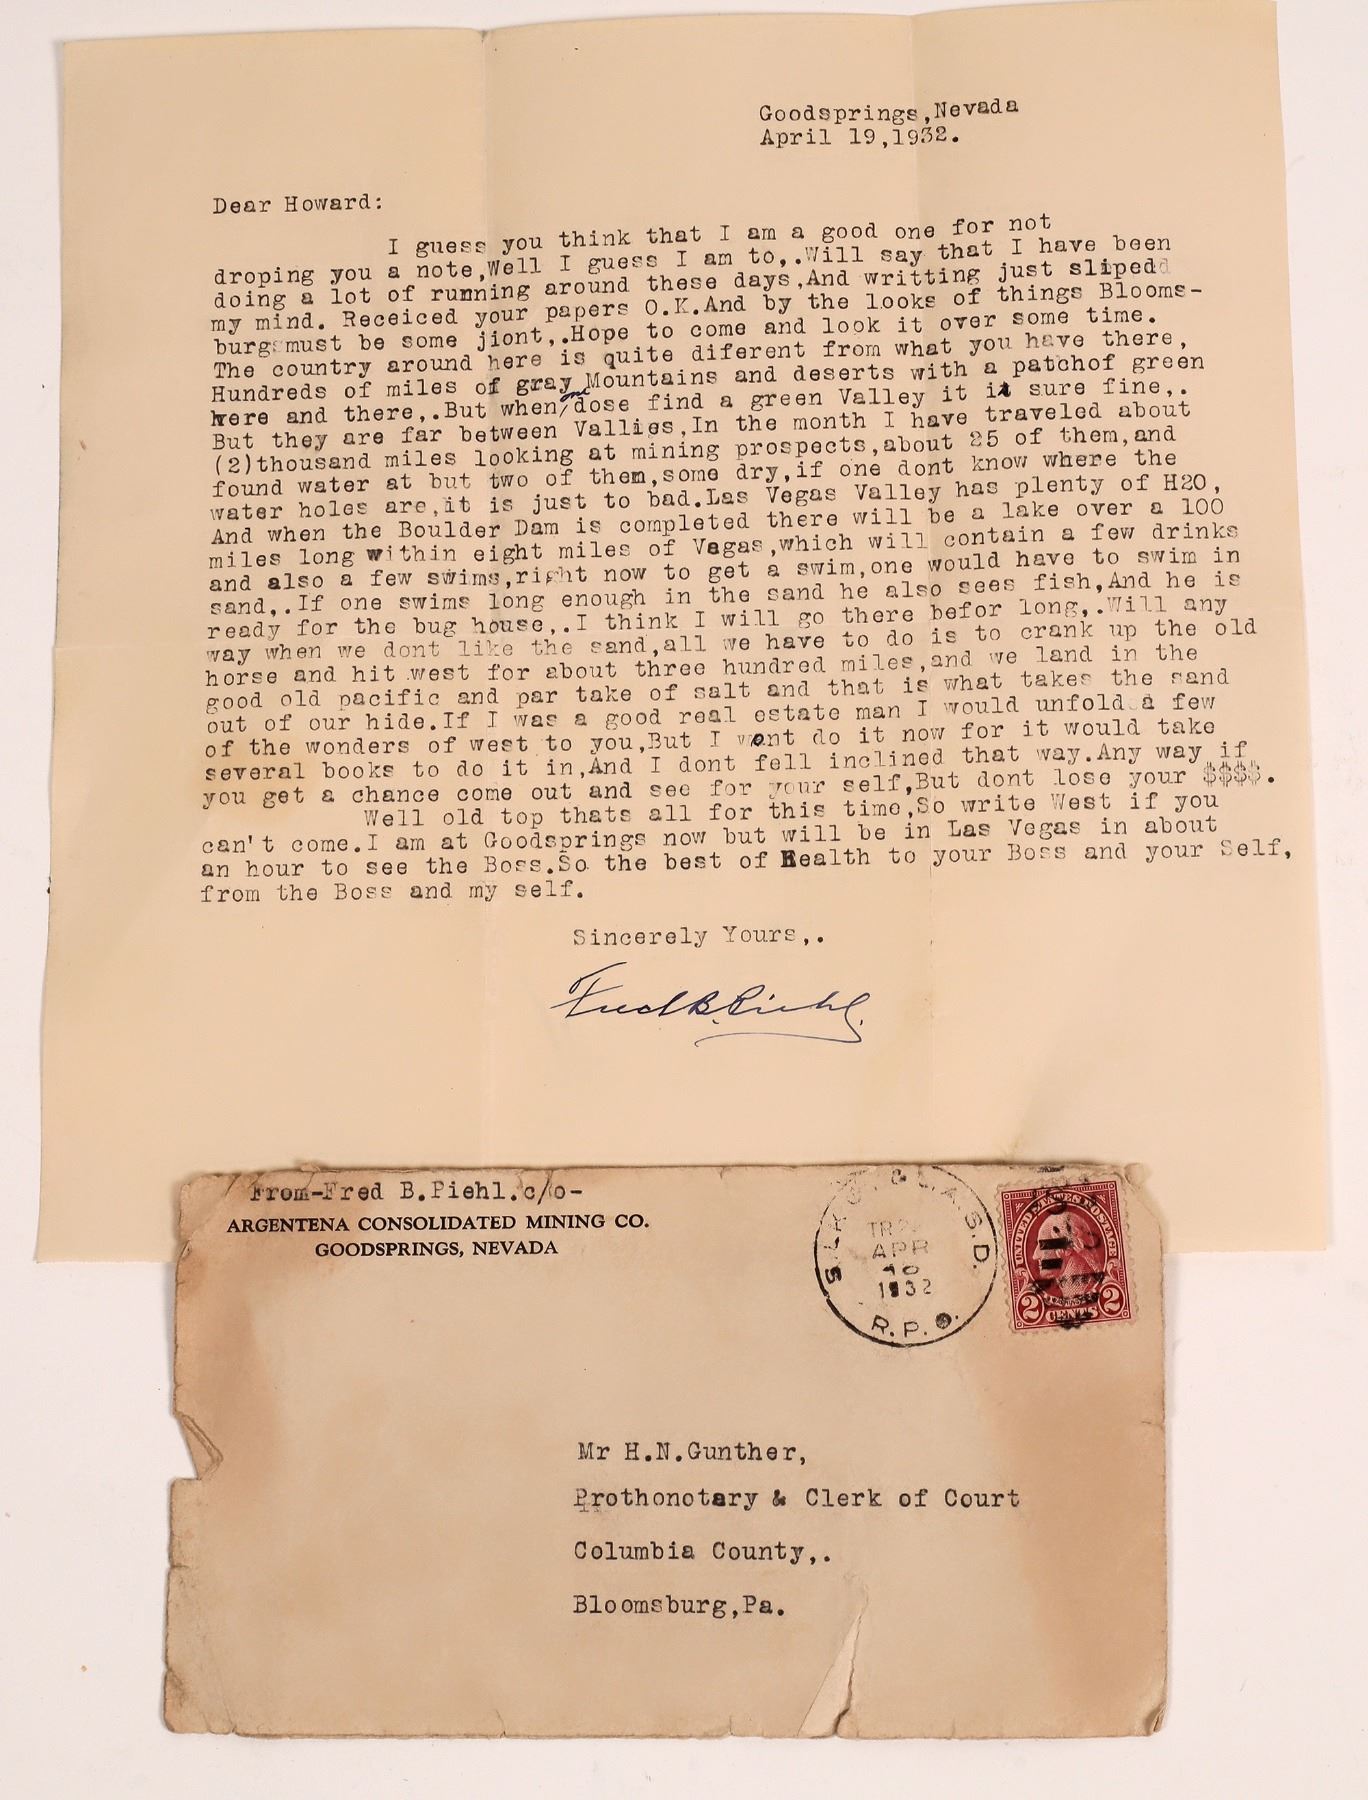 Goodsprings,Nevada
April 19,1932.
Dear Howard:
I guess you think that I am a good one for not
droping you a note,Well I guess I am to,.Will say that I have been
doing a lot of running around these days,And writting just slipedd
my mind. Receiced your papers O.K.And by the looks of things Blooms-
burg must be some jiont,.Hope to come and look it over some time.
The country around here is quite diferent from what you have there,
Hundreds of miles of gray Mountains and deserts with a patchof green
here and there,.But when one dose find a green Valley it it sure fine,.
But they are far between Vallies,In the month I have traveled about
(2)thousand miles looking at mining prospects,about 25 of them,and
found water at but two of them,some dry,if one dont know where the
water holes are,it is just to bad.Las Vegas Valley has plenty of H2O,
And when the Boulder Dam is completed there will be a lake over a 100
miles long within eight miles of Vegas,which will contain a few drinks
and also a few swims,right now to get a swim,one would have to swim in
sand,.If one swims long enough in the sand he also sees fish,And he is
ready for the bug house,.I think I will go there befor long,.Will any
way when we dont like the sand,all we have to do is to crank up the old
horse and hit west for about three hundred miles,and we land in the
good old pacific and par take of salt and that is what takes the sand
out of our hide.If I was a good real estate man I would unfold a few
of the wonders of west to you,But I wont do it now for it would take
several books to do it in,And I dont fell inclined that way.Any way if
you get a chance come out and see for your self,But dont lose your $$$$.
Well old top thats all for this time,So write West if you
can't come.I am at Goodsprings now but will be in Las Vegas in about
an hour to see the Boss.So the best of Health to your Boss and your Self,
from the Boss and my self.
Sincerely Yours,.
Fred B. Piehl.
From-Fred B.Piehl.c/o-
ARGENTENA CONSOLIDATED MINING CO.
GOODSPRINGS, NEVADA
& L.A.S.D.
APR
1932
R.P.O.
UNITED STATES POSTAGE
2 CENTS 2
Mr H.N.Gunther,
Prothonotary & Clerk of Court
Columbia County,.
Bloomsburg,Pa.